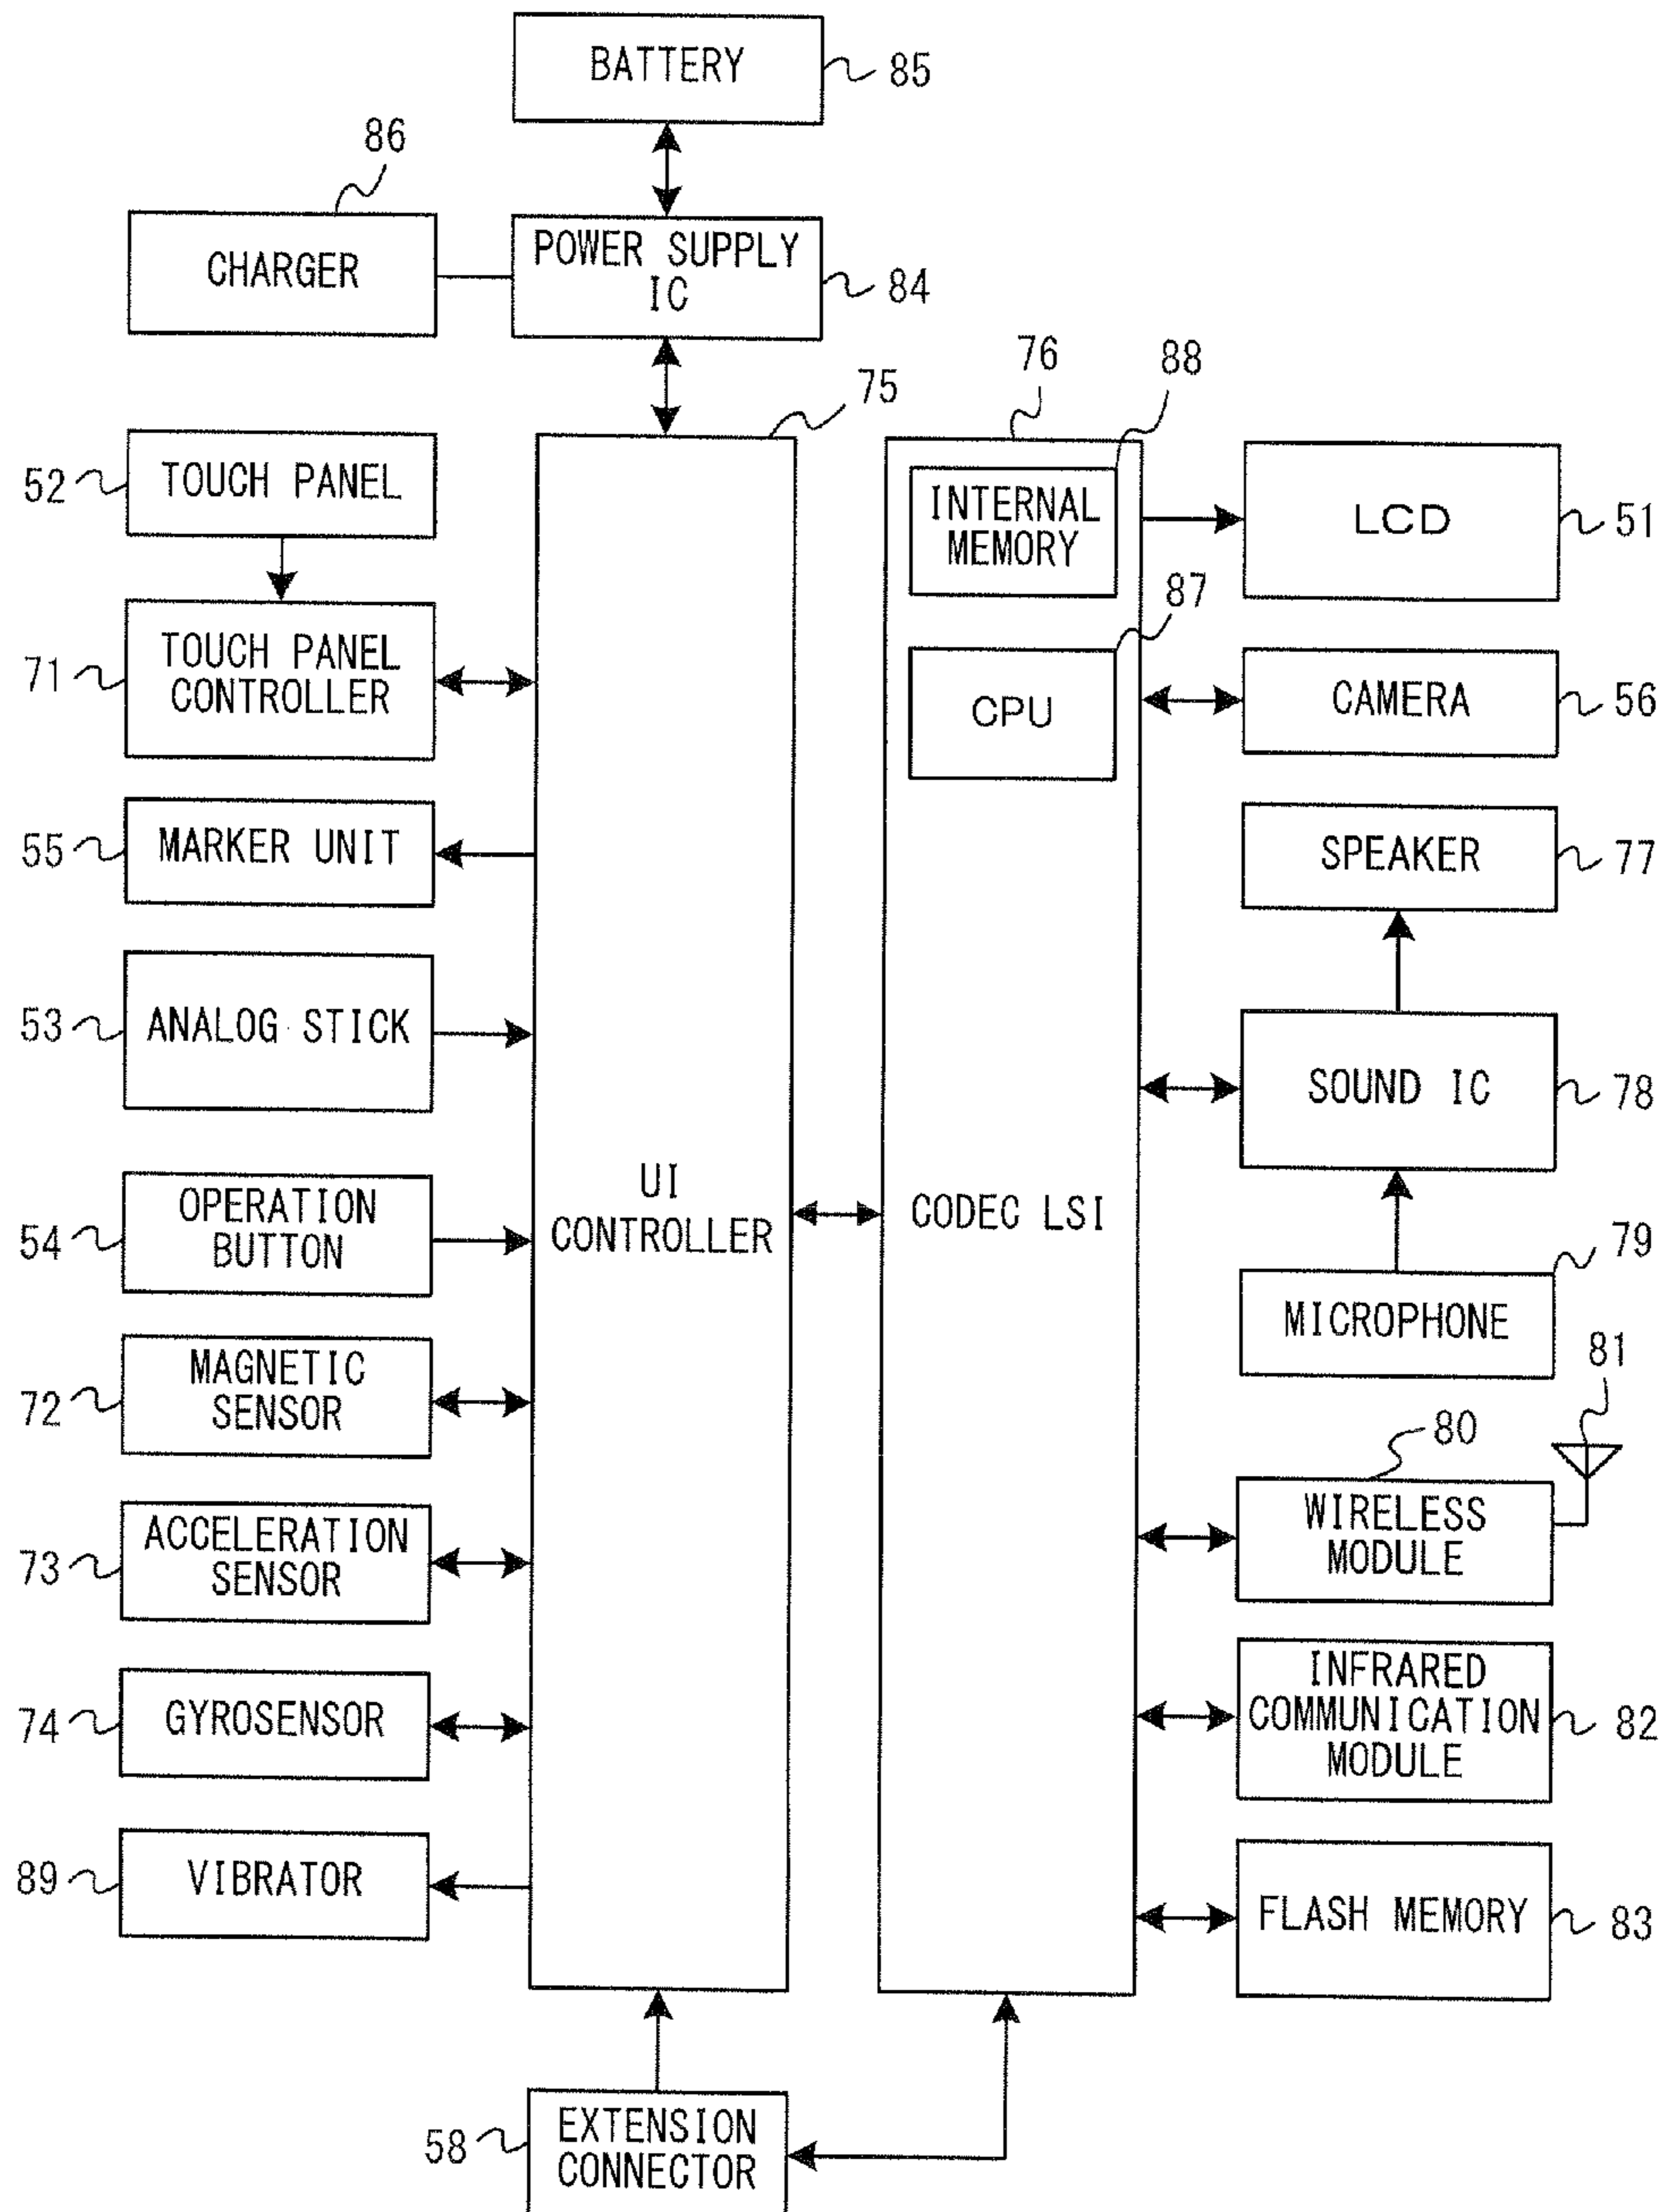 BATTERY
85
86
CHARGER
POWER SUPPLY
IC
84
75
76
88
52
TOUCH PANEL
INTERNAL
MEMORY
LCD
51
87
71
TOUCH PANEL
CONTROLLER
CPU
CAMERA
56
55
MARKER UNIT
SPEAKER
77
53
ANALOG STICK
SOUND IC
78
54
OPERATION
BUTTON
UI
CONTROLLER
CODEC LSI
79
MICROPHONE
81
72
MAGNETIC
SENSOR
80
WIRELESS
MODULE
73
ACCELERATION
SENSOR
74
GYROSENSOR
INFRARED
COMMUNICATION
MODULE
82
89
VIBRATOR
FLASH MEMORY
83
58
EXTENSION
CONNECTOR